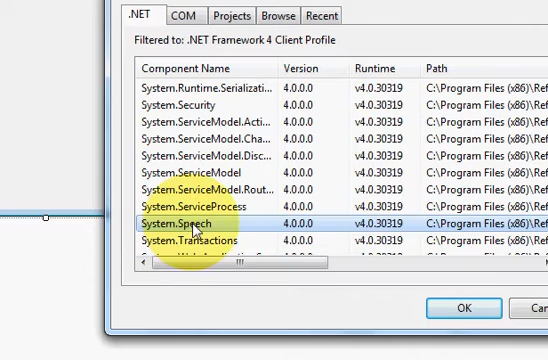 .NET COM Projects Browse Recent
Filtered to: .NET Framework 4 Client Profile
Component Name Version Runtime Path
System.Runtime.Serializati... 4.0.0.0 v4.0.30319 C:\Program Files (x86)\Ref
System.Security 4.0.0.0 v4.0.30319 C:\Program Files (x86)\Ref
System.ServiceModel.Acti... 4.0.0.0 v4.0.30319 C:\Program Files (x86)\Ref
System.ServiceModel.Cha... 4.0.0.0 v4.0.30319 C:\Program Files (x86)\Ref
System.ServiceModel.Disc... 4.0.0.0 v4.0.30319 C:\Program Files (x86)\Ref
System.ServiceModel 4.0.0.0 v4.0.30319 C:\Program Files (x86)\Ref
System.ServiceModel.Rout... 4.0.0.0 v4.0.30319 C:\Program Files (x86)\Ref
System.ServiceProcess 4.0.0.0 v4.0.30319 C:\Program Files (x86)\Ref
System.Speech 4.0.0.0 v4.0.30319 C:\Program Files (x86)\Ref
System.Transactions 4.0.0.0 v4.0.30319 C:\Program Files (x86)\Ref
OK Can